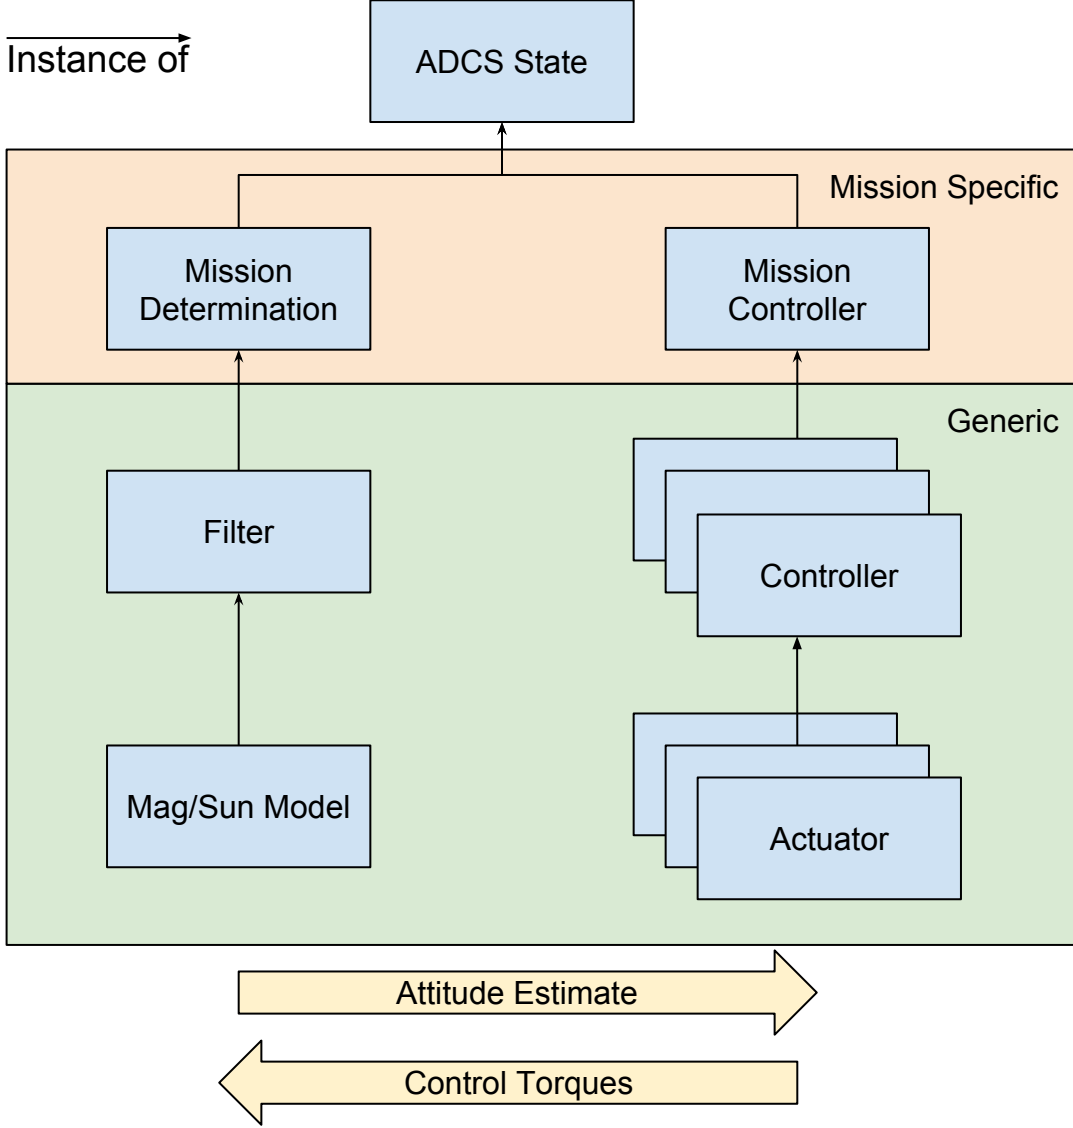 Instance of
ADCS State
Mission Specific
Mission
Determination
Mission
Controller
Generic
Filter
Controller
Mag/Sun Model
Actuator
Attitude Estimate
Control Torques